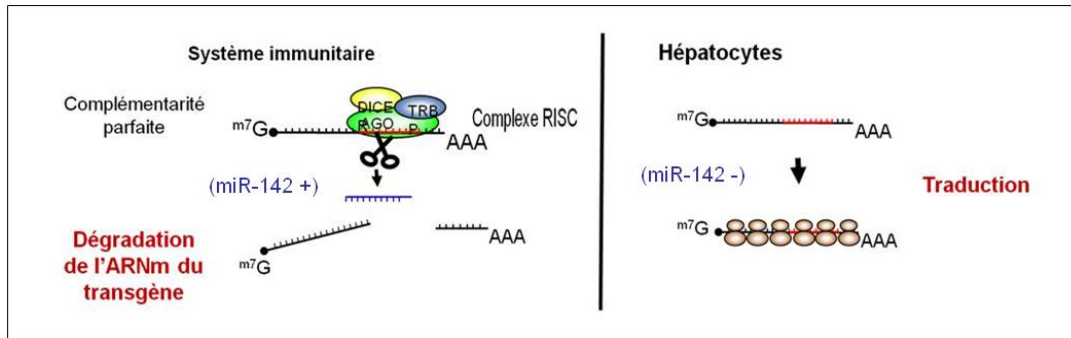 Système immunitaire
Complémentarité
parfaite
DICE
R
TRB
P
AGO
Complexe RISC
m7G
AAA
(miR-142 +)
Dégradation
de l'ARNm du
transgène
m7G
AAA
Hépatocytes
m7G
AAA
(miR-142 -)
Traduction
m7G
AAA